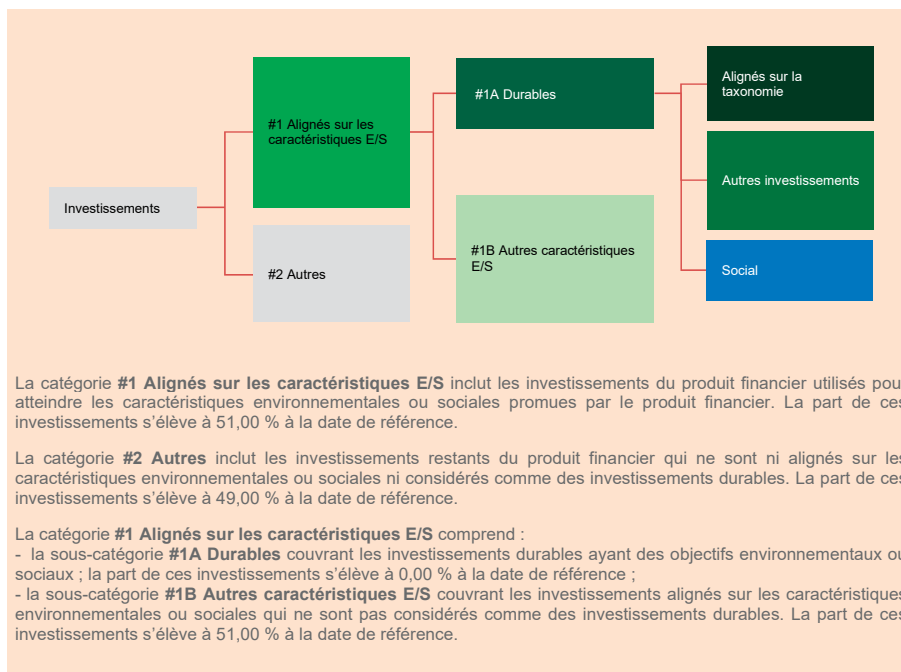 Investissements
#1 Alignés sur les
caractéristiques E/S
#2 Autres
#1A Durables
#1B Autres caractéristiques
E/S
Alignés sur la
taxonomie
Autres investissements
Social
La catégorie #1 Alignés sur les caractéristiques E/S inclut les investissements du produit financier utilisés pou
atteindre les caractéristiques environnementales ou sociales promues par le produit financier. La part de ces
investissements s’élève à 51,00 % à la date de référence.
La catégorie #2 Autres inclut les investissements restants du produit financier qui ne sont ni alignés sur les
caractéristiques environnementales ou sociales ni considérés comme des investissements durables. La part de ces
investissements s’élève à 49,00 % à la date de référence.
La catégorie #1 Alignés sur les caractéristiques E/S comprend :
- la sous-catégorie #1A Durables couvrant les investissements durables ayant des objectifs environnementaux ou
sociaux ; la part de ces investissements s’élève à 0,00 % à la date de référence ;
- la sous-catégorie #1B Autres caractéristiques E/S couvrant les investissements alignés sur les caractéristiques
environnementales ou sociales qui ne sont pas considérés comme des investissements durables. La part de ces
investissements s’élève à 51,00 % à la date de référence.